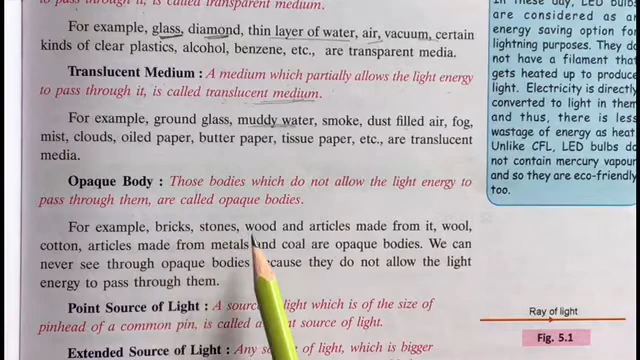 to pass through it, is called transparent medium.
For example, glass, diamond, thin layer of water, air, vacuum, certain
kinds of clear plastics, alcohol, benzene, etc., are transparent media.
Translucent Medium : A medium which partially allows the light energy
to pass through it, is called translucent medium.
For example, ground glass, muddy water, smoke, dust filled air, fog,
mist, clouds, oiled paper, butter paper, tissue paper, etc., are translucent
media.
Opaque Body : Those bodies which do not allow the light energy to
pass through them, are called opaque bodies.
For example, bricks, stones, wood and articles made from it, wool,
cotton, articles made from metals and coal are opaque bodies. We can
never see through opaque bodies because they do not allow the light
energy to pass through them.
Point Source of Light : A source light which is of the size of
pinhead of a common pin, is called a source of light.
Extended Source of Light : Any of light, which is bigger
In these day, LED bulbs
are considered as an
energy saving option for
lightning purposes. They do
not have a filament that
gets heated up to produce
light. Electricity is directly
converted to light in them
and thus, there is less
wastage of energy as heat.
Unlike CFL, LED bulbs do
not contain mercury vapour
and so they are eco-friendly
too.
Ray of light
Fig. 5.1